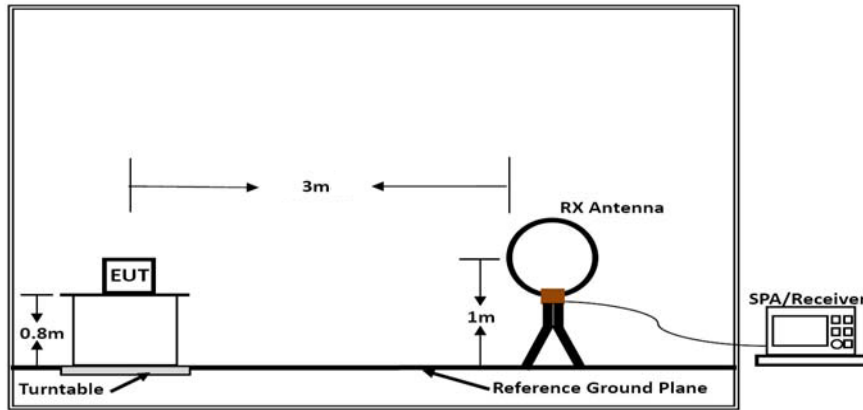 3m
RX Antenna
EUT
SPA/Receiver
0.8m
1m
Turntable
Reference Ground Plane